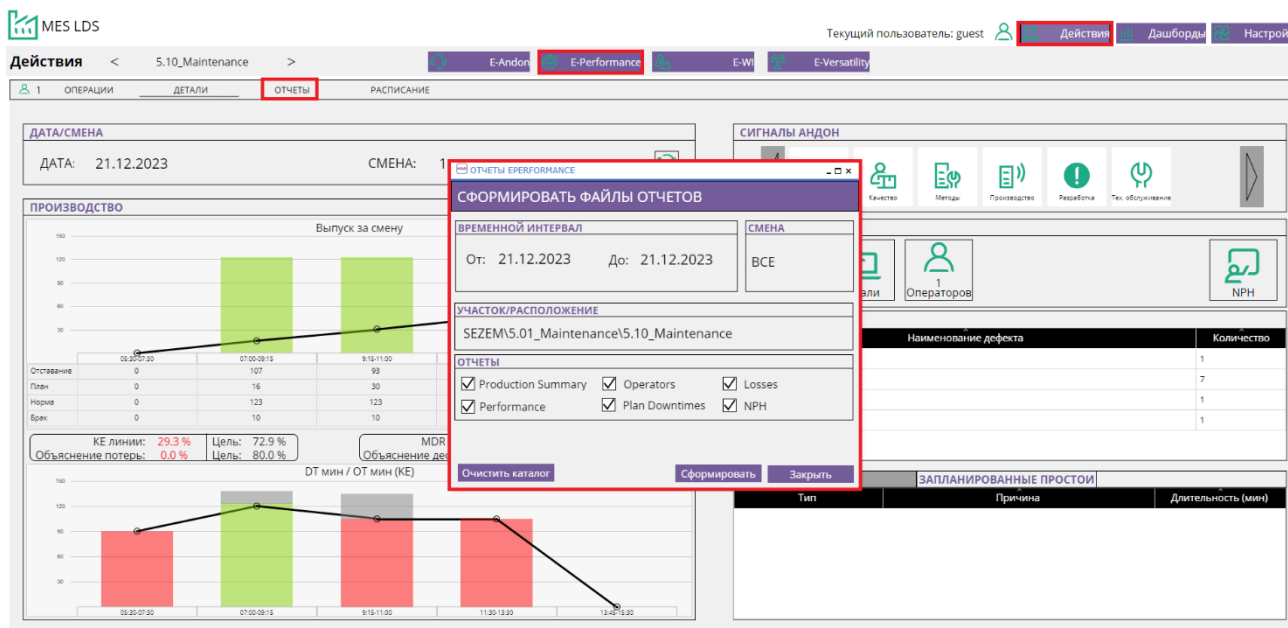 MES LDS
Текущий пользователь: guest
Действия
Дашборды
Настрой
Действия < 5.10_Maintenance >
E-Andon
E-Performance
E-WI
E-Versatility
1 ОПЕРАЦИИ ДЕТАЛИ ОТЧЕТЫ РАСПИСАНИЕ
ДАТА/СМЕНА
ДАТА: 21.12.2023 СМЕНА: 1
СИГНАЛЫ АНДОН
Качество Методы Производство Разработка Тех. обслуживание
ПРОИЗВОДСТВО
Выпуск за смену
150
120
90
60
30
05:30-07:30 07:00-09:15 9:15-11:00
Отставание 0 107 93
План 0 16 30
Норма 0 123 123
Брак 0 10 10
КЕ линии: 29.3 % Цель: 72.9 %
Объяснение потерь: 0.0 % Цель: 80.0 %
MDR
Объяснение де
DT мин / ОТ мин (КЕ)
150
120
90
60
30
05:30-07:30 07:00-09:15 9:15-11:00 11:30-13:30 13:45-15:30
ОТЧЕТЫ EPERFORMANCE
СФОРМИРОВАТЬ ФАЙЛЫ ОТЧЕТОВ
ВРЕМЕННОЙ ИНТЕРВАЛ
От: 21.12.2023 До: 21.12.2023
СМЕНА
ВСЕ
УЧАСТОК/РАСПОЛОЖЕНИЕ
SEZEM\5.01_Maintenance\5.10_Maintenance
ОТЧЕТЫ
Production Summary Operators Losses
Performance Plan Downtimes NPH
Очистить каталог Сформировать Закрыть
али
1
Операторов
NPH
Наименование дефекта Количество
1
7
1
1
ЗАПЛАНИРОВАННЫЕ ПРОСТОИ
Тип Причина Длительность (мин)